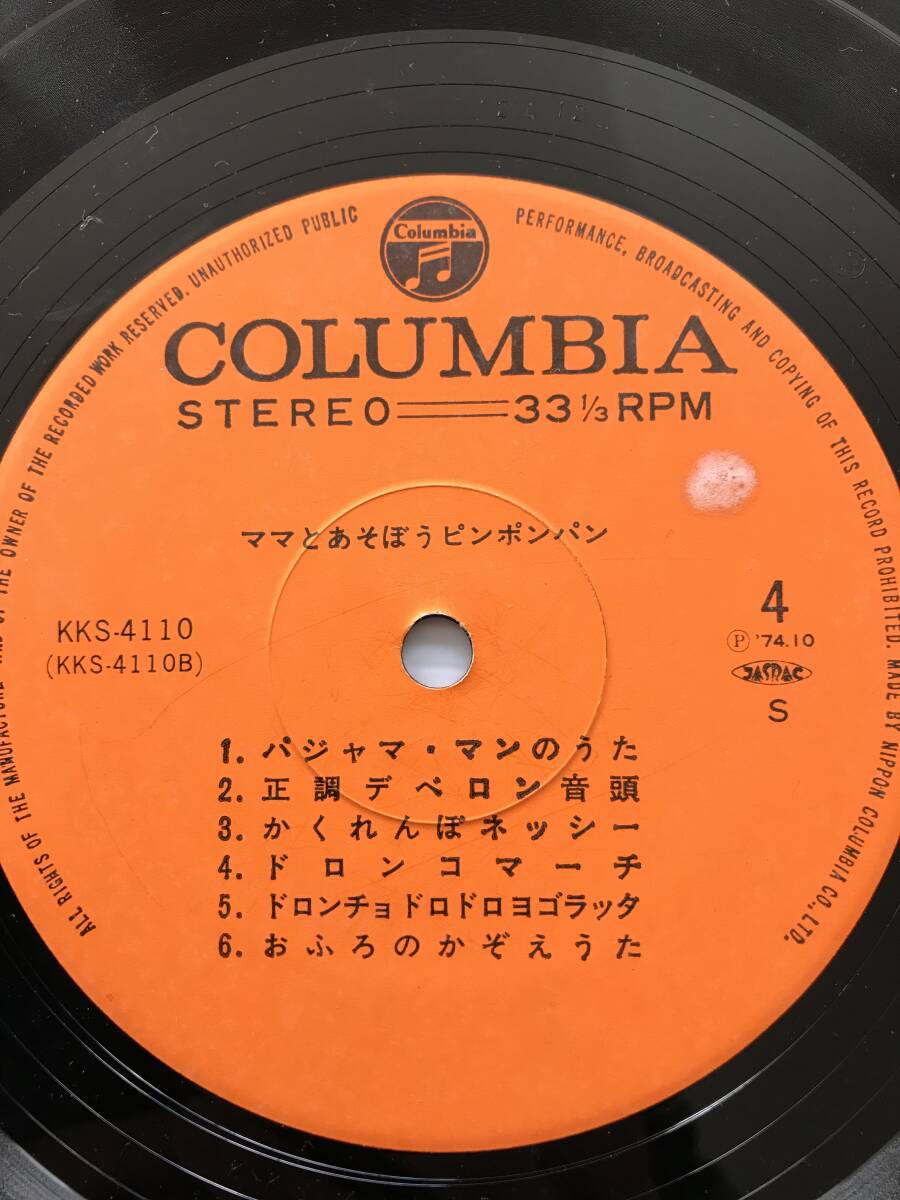 ALL RIGHTS OF THE MANUFACTURER AND OF THE OWNER OF THE RECORDED WORK RESERVED. UNAUTHORIZED PUBLIC PERFORMANCE, BROADCASTING AND COPYING OF THIS RECORD PROHIBITED. MADE BY NIPPON COLUMBIA CO., LTD.
Columbia
COLUMBIA
STEREO 33 1/3 RPM
ママとあそぼうピンポンパン
KKS-4110
(KKS-4110B)
4
Ⓟ '74.10
JASRAC
S
1. パジャマ・マンのうた
2. 正調デベロン音頭
3. かくれんぼネッシー
4. ドロンコマーチ
5. ドロンチョドロドロヨゴラッタ
6. おふろのかぞえうた